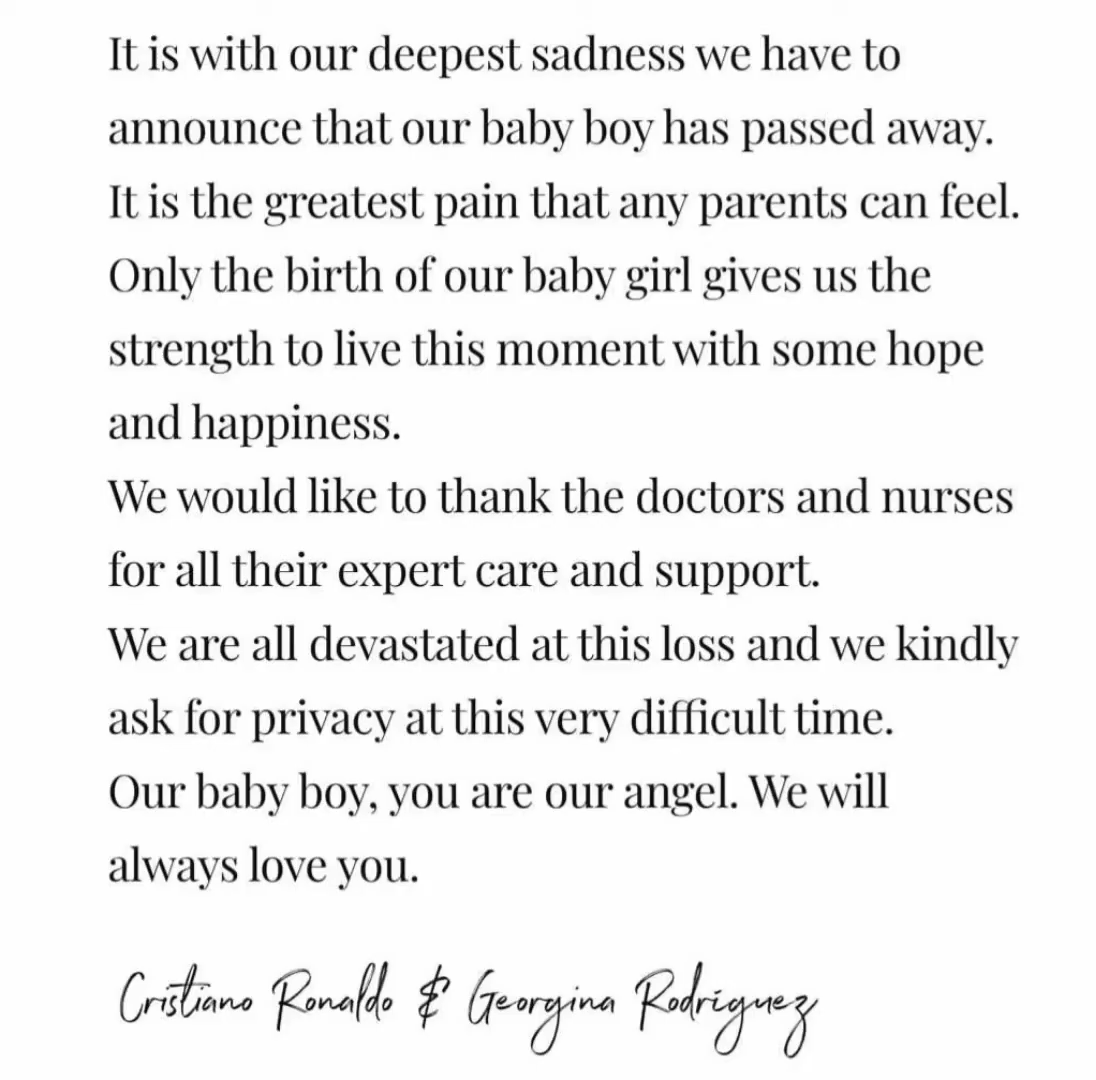 It is with our deepest sadness we have to
announce that our baby boy has passed away.
It is the greatest pain that any parents can feel.
Only the birth of our baby girl gives us the
strength to live this moment with some hope
and happiness.
We would like to thank the doctors and nurses
for all their expert care and support.
We are all devastated at this loss and we kindly
ask for privacy at this very difficult time.
Our baby boy, you are our angel. We will
always love you.
Cristiano Ronaldo & Georgina Rodriguez